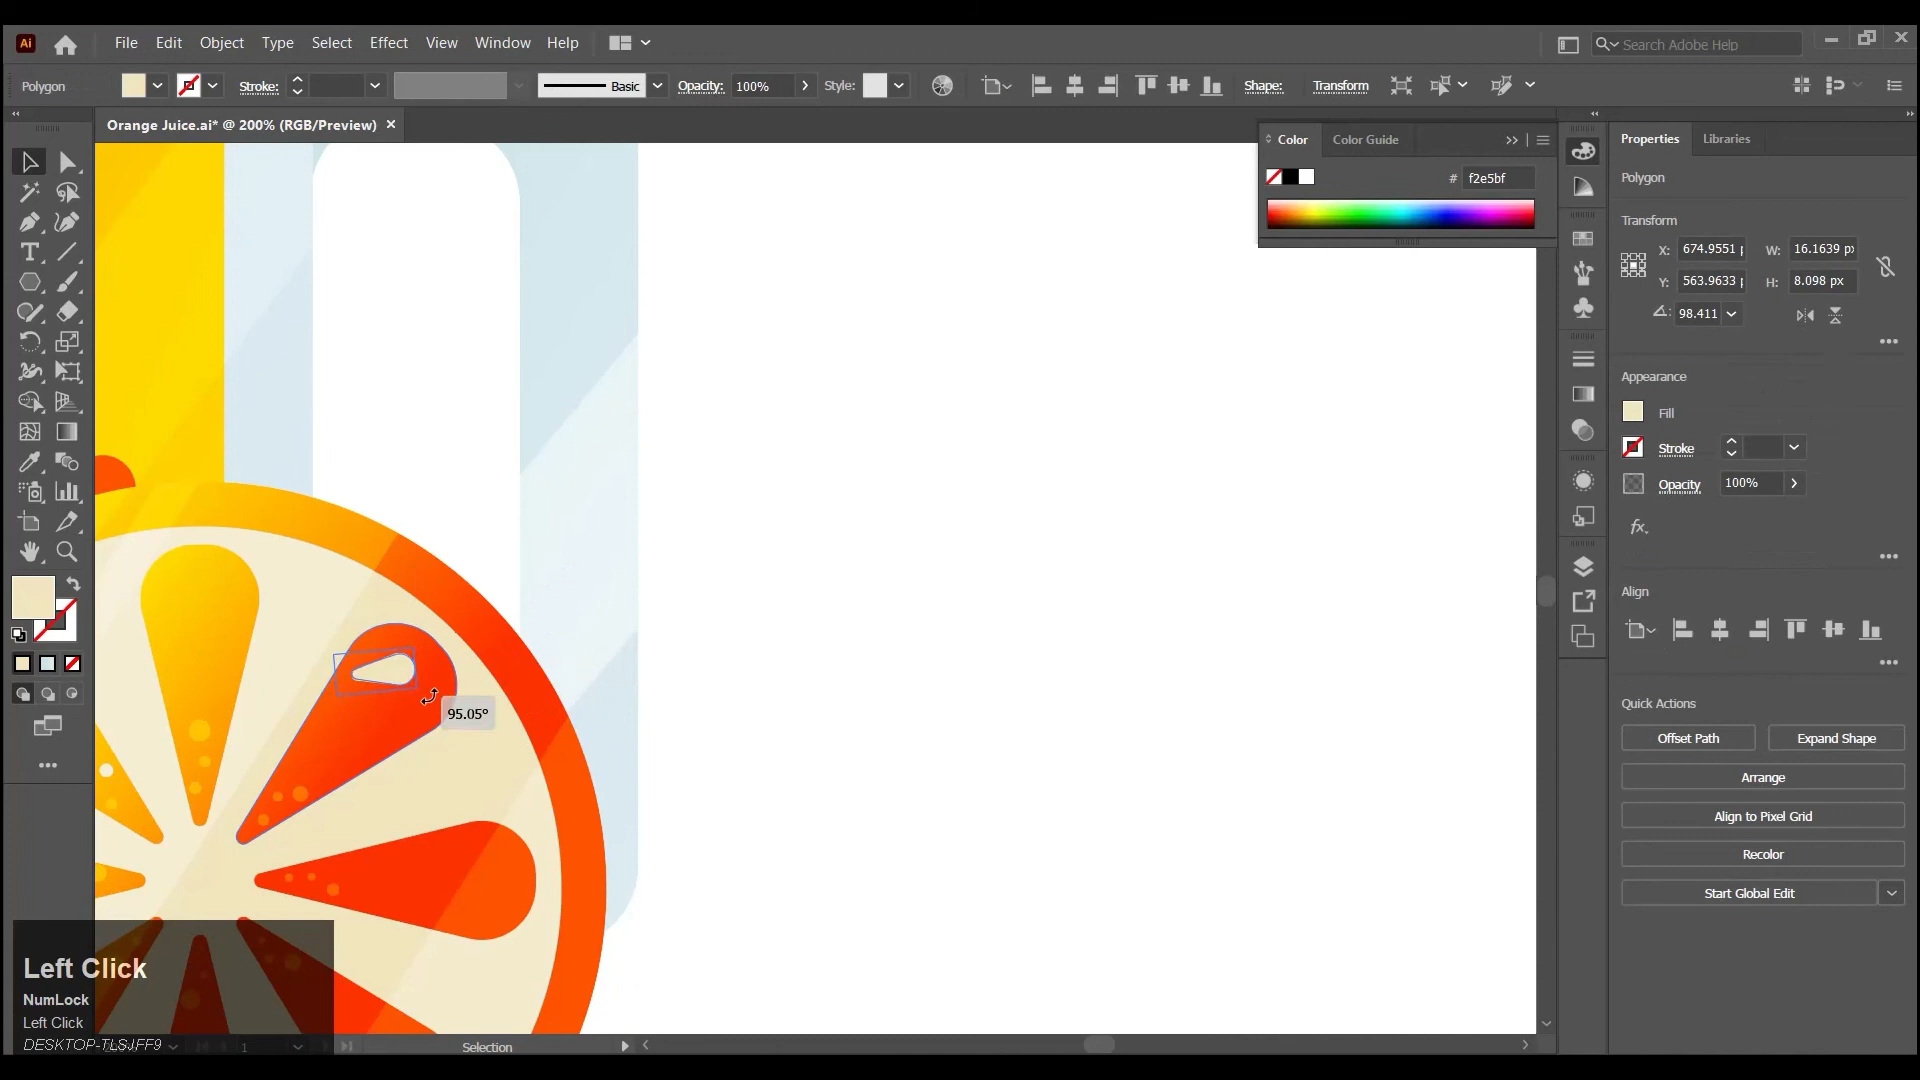 Ai File Edit Object Type Select Effect View Window Help Search Adobe Help
Polygon Stroke: Basic Opacity: 100% Style: Shape: Transform
Orange Juice.ai* @ 200% (RGB/Preview) ×
Color Color Guide
# f2e5bf
Properties Libraries
Polygon
Transform
X: 674.9551 W: 16.1639 px
Y: 563.9633 H: 8.098 px
98.411
Appearance
Fill
Stroke
Opacity 100%
fx
Align
Quick Actions
Offset Path Expand Shape
Arrange
Align to Pixel Grid
Recolor
Start Global Edit
95.05°
Left Click
NumLock
Left Click
DESKTOP-TLSJFF9
1
Selection